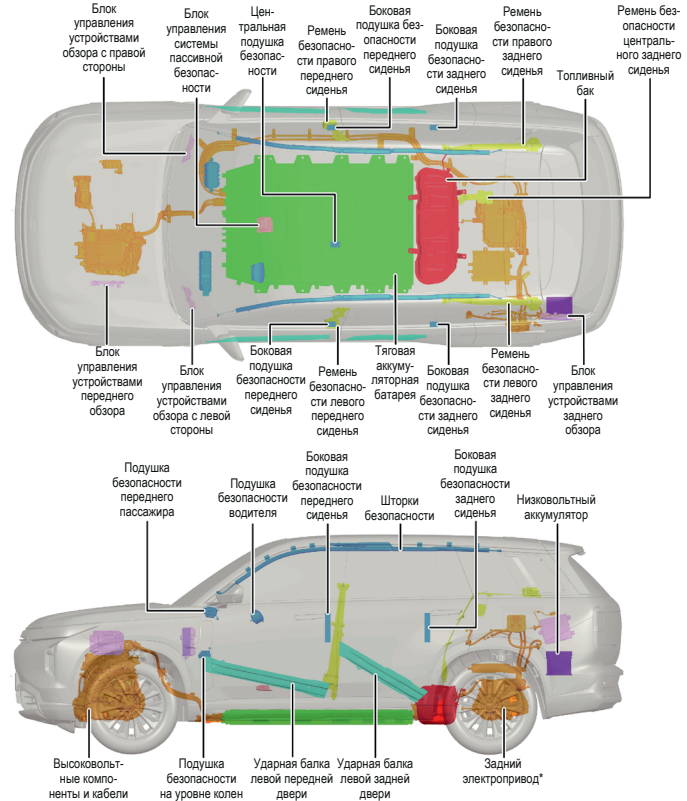 Блок
управления
устройствами
обзора с правой
стороны
Блок
управления
системы
пассивной
безопас-
ности
Цен-
тральная
подушка
безопас-
ности
Ремень
безопасно-
сти правого
переднего
сиденья
Боковая
подушка без-
опасности
переднего
сиденья
Боковая
подушка
безопасно-
сти заднего
сиденья
Ремень
безопасно-
сти правого
заднего
сиденья
Топливный
бак
Ремень без-
опасности
централь-
ного заднего
сиденья
Блок
управления
устройствами
переднего
обзора
Блок
управления
устройствами
обзора с левой
стороны
Боковая
подушка
безопасности
переднего
сиденья
Ремень
безопасно-
сти левого
переднего
сиденья
Тяговая
аккуму-
ляторная
батарея
Боковая
подушка
безопасно-
сти заднего
сиденья
Ремень
безопасно-
сти левого
заднего
сиденья
Блок
управления
устройствами
заднего
обзора
Подушка
безопасности
переднего
пассажира
Подушка
безопасности
водителя
Боковая
подушка
безопасности
переднего
сиденья
Шторки
безопасности
Боковая
подушка
безопасности
заднего
сиденья
Низковольтный
аккумулятор
Высоковольт-
ные компо-
ненты и кабели
Подушка
безопасности
на уровне колен
Ударная балка
левой передней
двери
Ударная балка
левой задней
двери
Задний
электропривод*